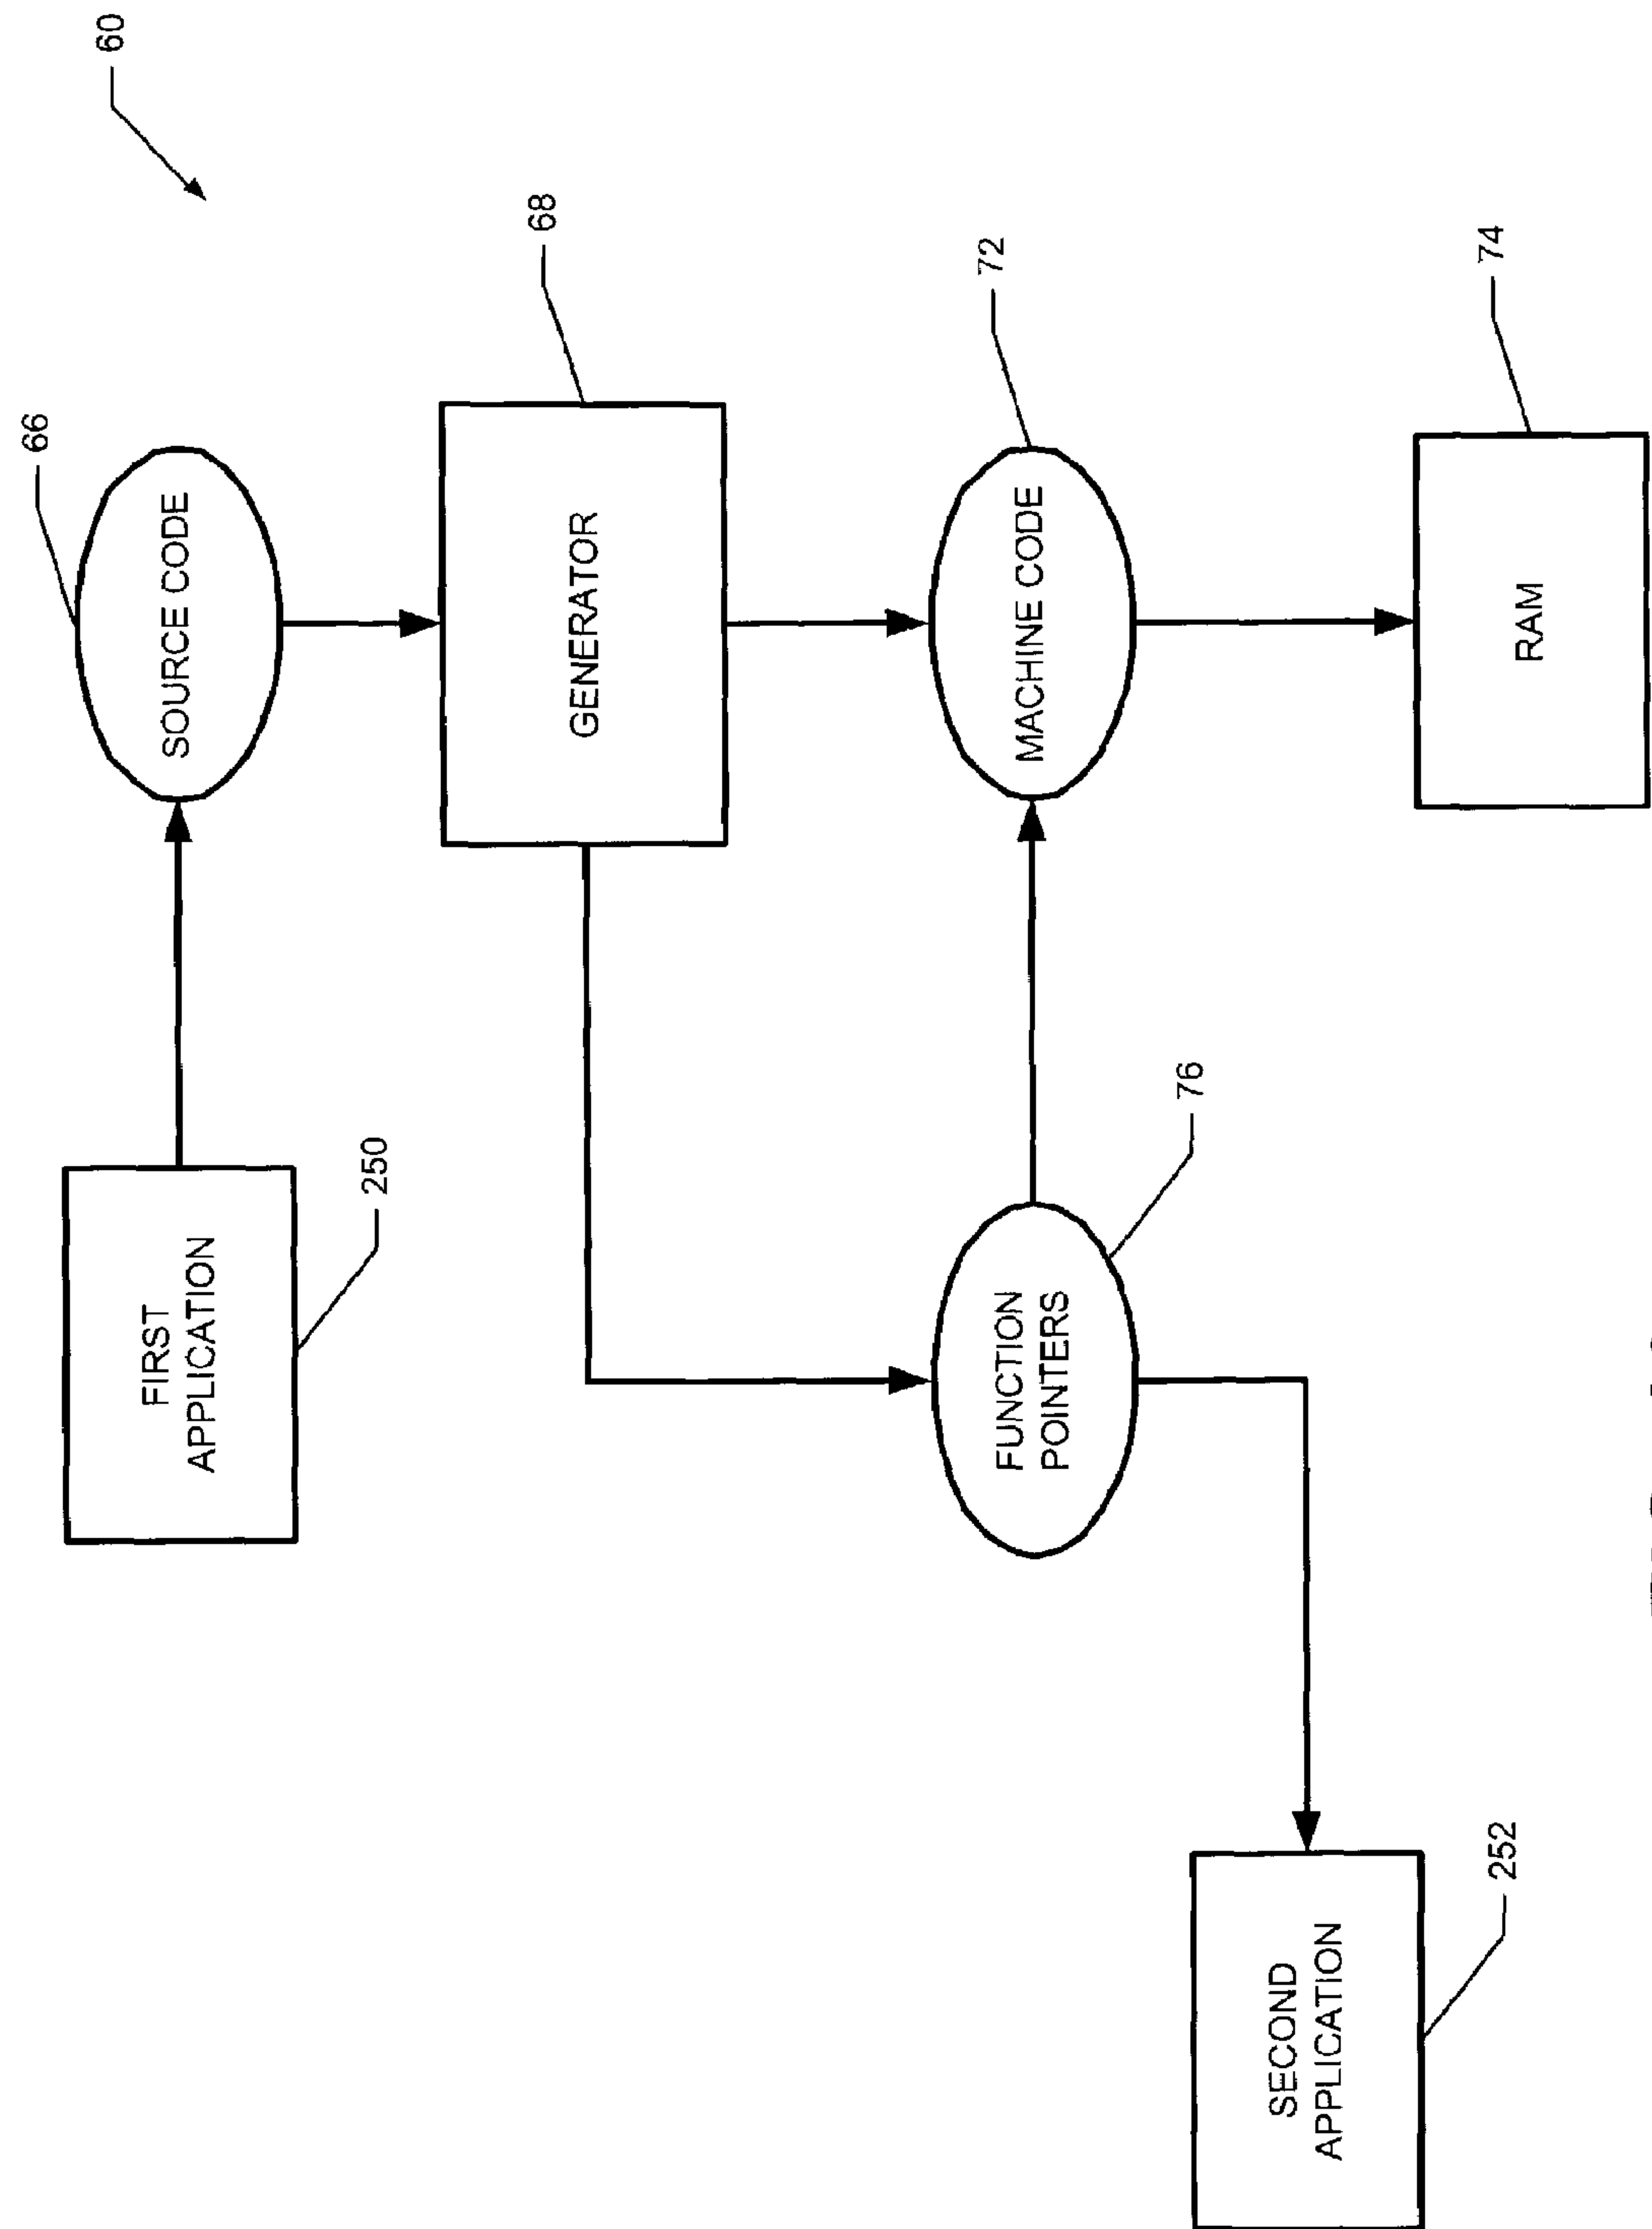 60
66
FIRST
APPLICATION
SOURCE CODE
250
68
GENERATOR
72
FUNCTION
POINTERS
MACHINE CODE
76
74
SECOND
APPLICATION
RAM
252